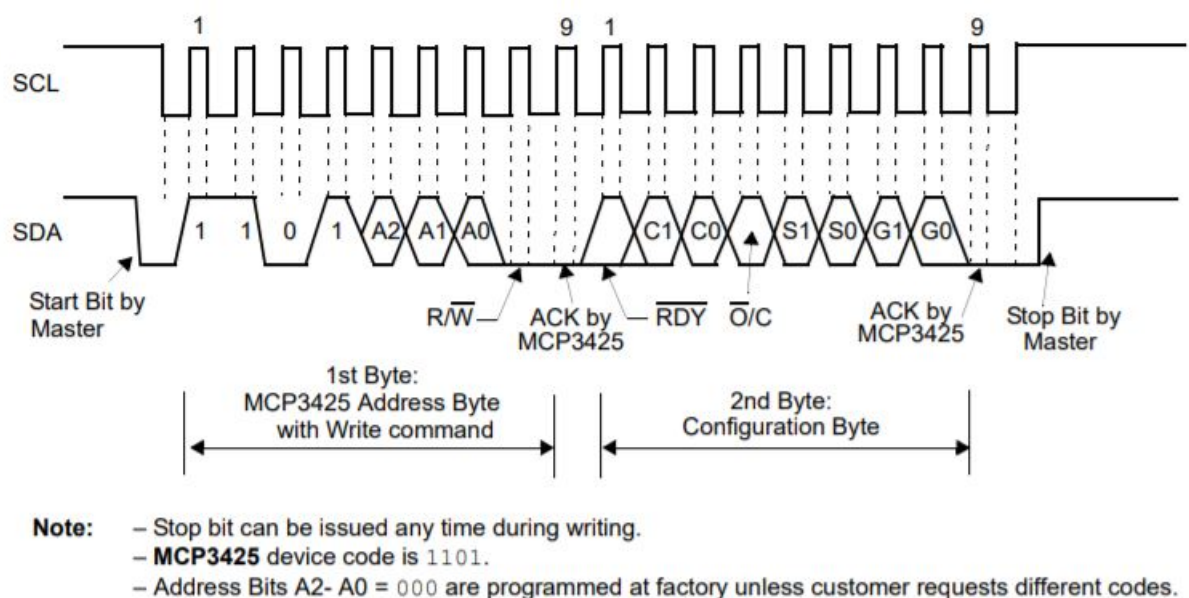 1 9 1 9
SCL
SDA 1 1 0 1 A2 A1 A0 C1 C0 S1 S0 G1 G0
Start Bit by
Master
R/W̅
ACK by
MCP3425
R̅D̅Y̅
O̅/C
ACK by
MCP3425
Stop Bit by
Master
1st Byte:
MCP3425 Address Byte
with Write command
2nd Byte:
Configuration Byte
Note: – Stop bit can be issued any time during writing.
– MCP3425 device code is 1101.
– Address Bits A2- A0 = 000 are programmed at factory unless customer requests different codes.